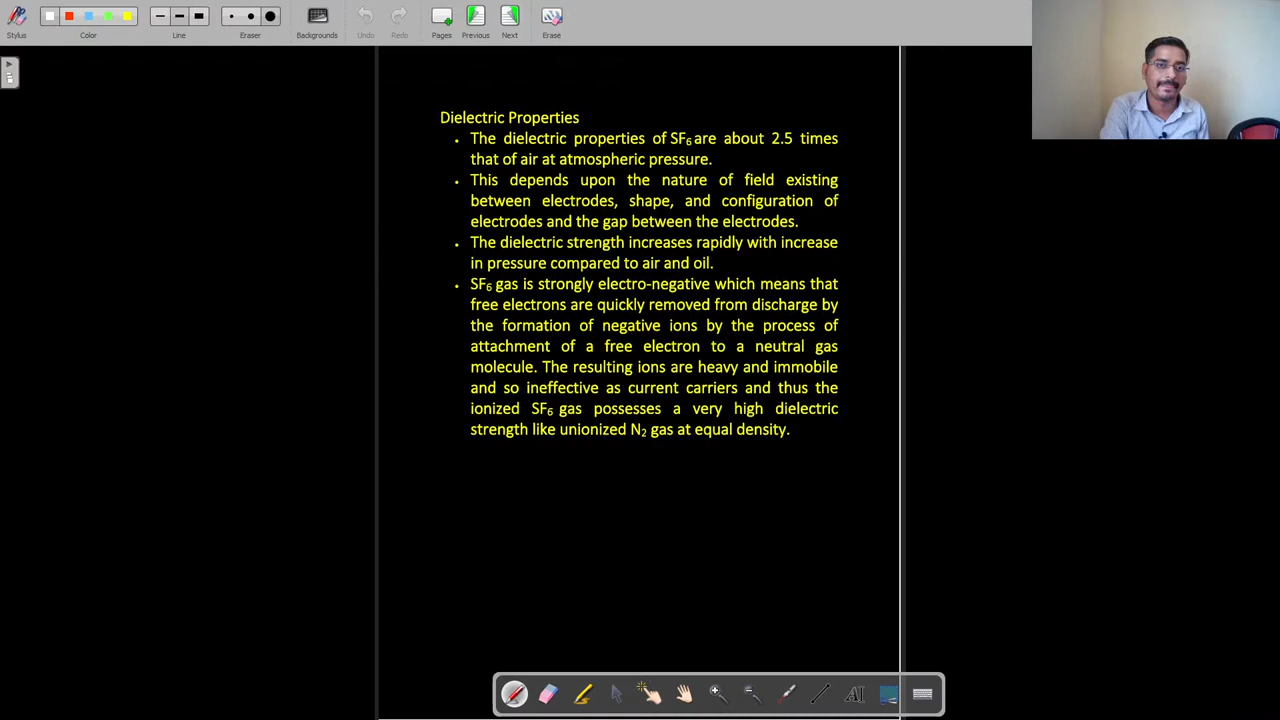 Stylus
Color
Line
Eraser
Backgrounds
Undo
Redo
Pages
Previous
Next
Erase
Dielectric Properties
• The dielectric properties of SF₆ are about 2.5 times
that of air at atmospheric pressure.
• This depends upon the nature of field existing
between electrodes, shape, and configuration of
electrodes and the gap between the electrodes.
• The dielectric strength increases rapidly with increase
in pressure compared to air and oil.
• SF₆ gas is strongly electro-negative which means that
free electrons are quickly removed from discharge by
the formation of negative ions by the process of
attachment of a free electron to a neutral gas
molecule. The resulting ions are heavy and immobile
and so ineffective as current carriers and thus the
ionized SF₆ gas possesses a very high dielectric
strength like unionized N₂ gas at equal density.
AI